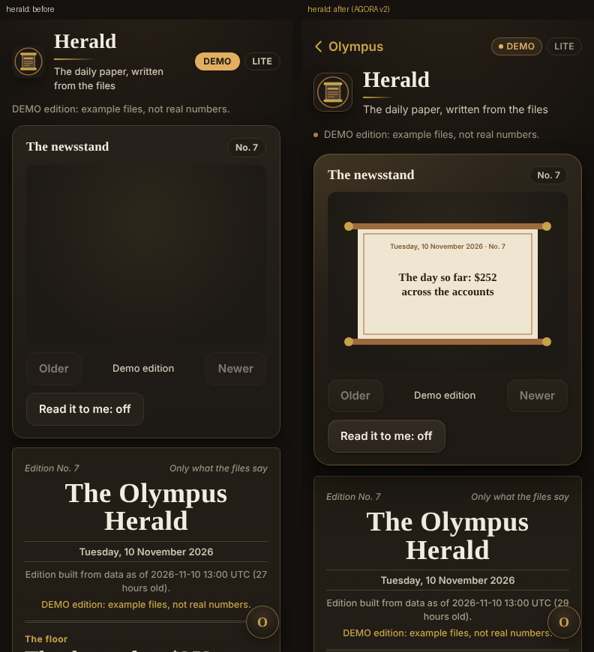 herald: before
Herald
The daily paper, written
from the files
DEMO
LITE
DEMO edition: example files, not real numbers.
The newsstand
No. 7
Older
Demo edition
Newer
Read it to me: off
Edition No. 7
Only what the files say
The Olympus
Herald
Tuesday, 10 November 2026
Edition built from data as of 2026-11-10 13:00 UTC (27
hours old).
DEMO edition: example files, not real numbers.
O
The floor
herald: after (AGORA v2)
Olympus
DEMO
LITE
Herald
The daily paper, written from the files
DEMO edition: example files, not real numbers.
The newsstand
No. 7
Tuesday, 10 November 2026 · No. 7
The day so far: $252
across the accounts
Older
Demo edition
Newer
Read it to me: off
Edition No. 7
Only what the files say
The Olympus
Herald
Tuesday, 10 November 2026
Edition built from data as of 2026-11-10 13:00 UTC (29
hours old).
DEMO edition: example files, not real numbers.
O